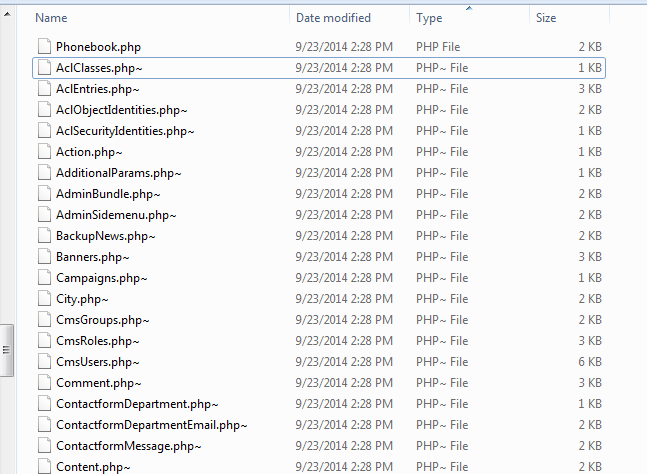 Name Date modified Type Size
Phonebook.php 9/23/2014 2:28 PM PHP File 2 KB
AclClasses.php~ 9/23/2014 2:28 PM PHP~ File 1 KB
AclEntries.php~ 9/23/2014 2:28 PM PHP~ File 3 KB
AclObjectIdentities.php~ 9/23/2014 2:28 PM PHP~ File 2 KB
AclSecurityIdentities.php~ 9/23/2014 2:28 PM PHP~ File 1 KB
Action.php~ 9/23/2014 2:28 PM PHP~ File 1 KB
AdditionalParams.php~ 9/23/2014 2:28 PM PHP~ File 1 KB
AdminBundle.php~ 9/23/2014 2:28 PM PHP~ File 2 KB
AdminSidemenu.php~ 9/23/2014 2:28 PM PHP~ File 2 KB
BackupNews.php~ 9/23/2014 2:28 PM PHP~ File 2 KB
Banners.php~ 9/23/2014 2:28 PM PHP~ File 3 KB
Campaigns.php~ 9/23/2014 2:28 PM PHP~ File 1 KB
City.php~ 9/23/2014 2:28 PM PHP~ File 2 KB
CmsGroups.php~ 9/23/2014 2:28 PM PHP~ File 2 KB
CmsRoles.php~ 9/23/2014 2:28 PM PHP~ File 3 KB
CmsUsers.php~ 9/23/2014 2:28 PM PHP~ File 6 KB
Comment.php~ 9/23/2014 2:28 PM PHP~ File 3 KB
ContactformDepartment.php~ 9/23/2014 2:28 PM PHP~ File 1 KB
ContactformDepartmentEmail.php~ 9/23/2014 2:28 PM PHP~ File 2 KB
ContactformMessage.php~ 9/23/2014 2:28 PM PHP~ File 2 KB
Content.php~ 9/23/2014 2:28 PM PHP~ File 2 KB